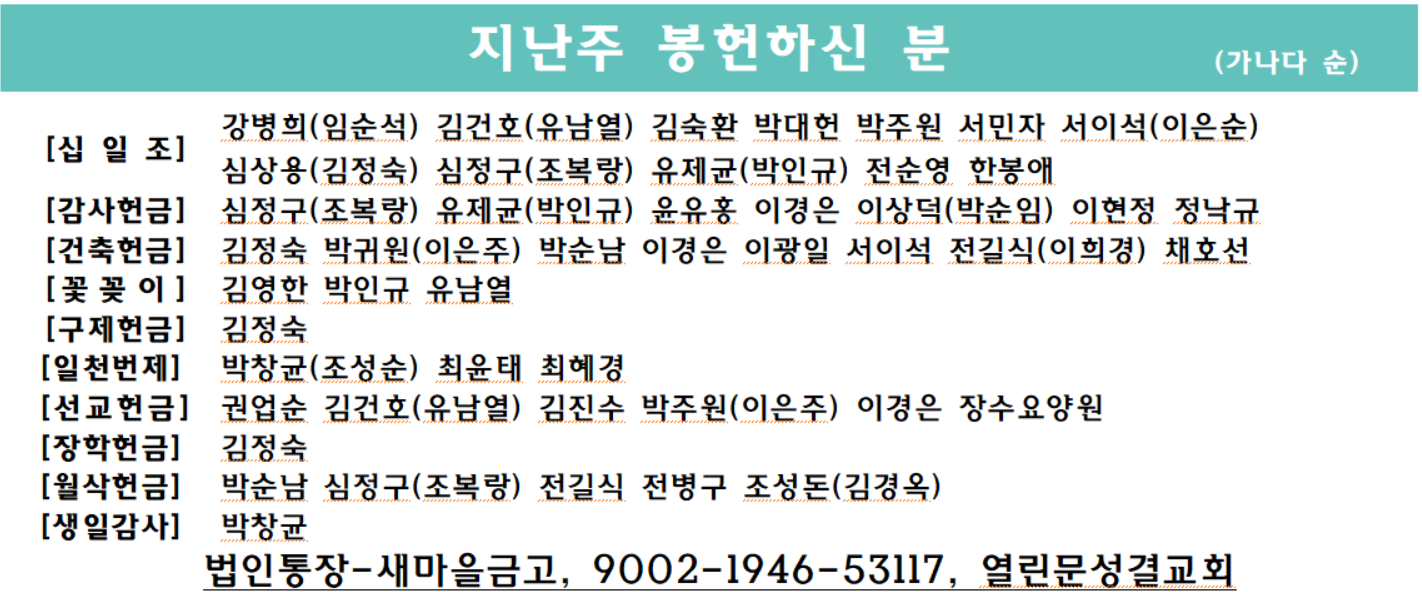 지난주 봉헌하신 분 (가나다 순)
[십 일 조] 강병희(임순석) 김건호(유남열) 김숙환 박대헌 박주원 서민자 서이석(이은순)
심상용(김정숙) 심정구(조복랑) 유제균(박인규) 전순영 한봉애
[감사헌금] 심정구(조복랑) 유제균(박인규) 윤유홍 이경은 이상덕(박순임) 이현정 정낙규
[건축헌금] 김정숙 박귀원(이은주) 박순남 이경은 이광일 서이석 전길식(이희경) 채호선
[꽃 꽂 이] 김영한 박인규 유남열
[구제헌금] 김정숙
[일천번제] 박창균(조성순) 최윤태 최혜경
[선교헌금] 권업순 김건호(유남열) 김진수 박주원(이은주) 이경은 장수요양원
[장학헌금] 김정숙
[월삭헌금] 박순남 심정구(조복랑) 전길식 전병구 조성돈(김경옥)
[생일감사] 박창균
법인통장-새마을금고, 9002-1946-53117, 열린문성결교회